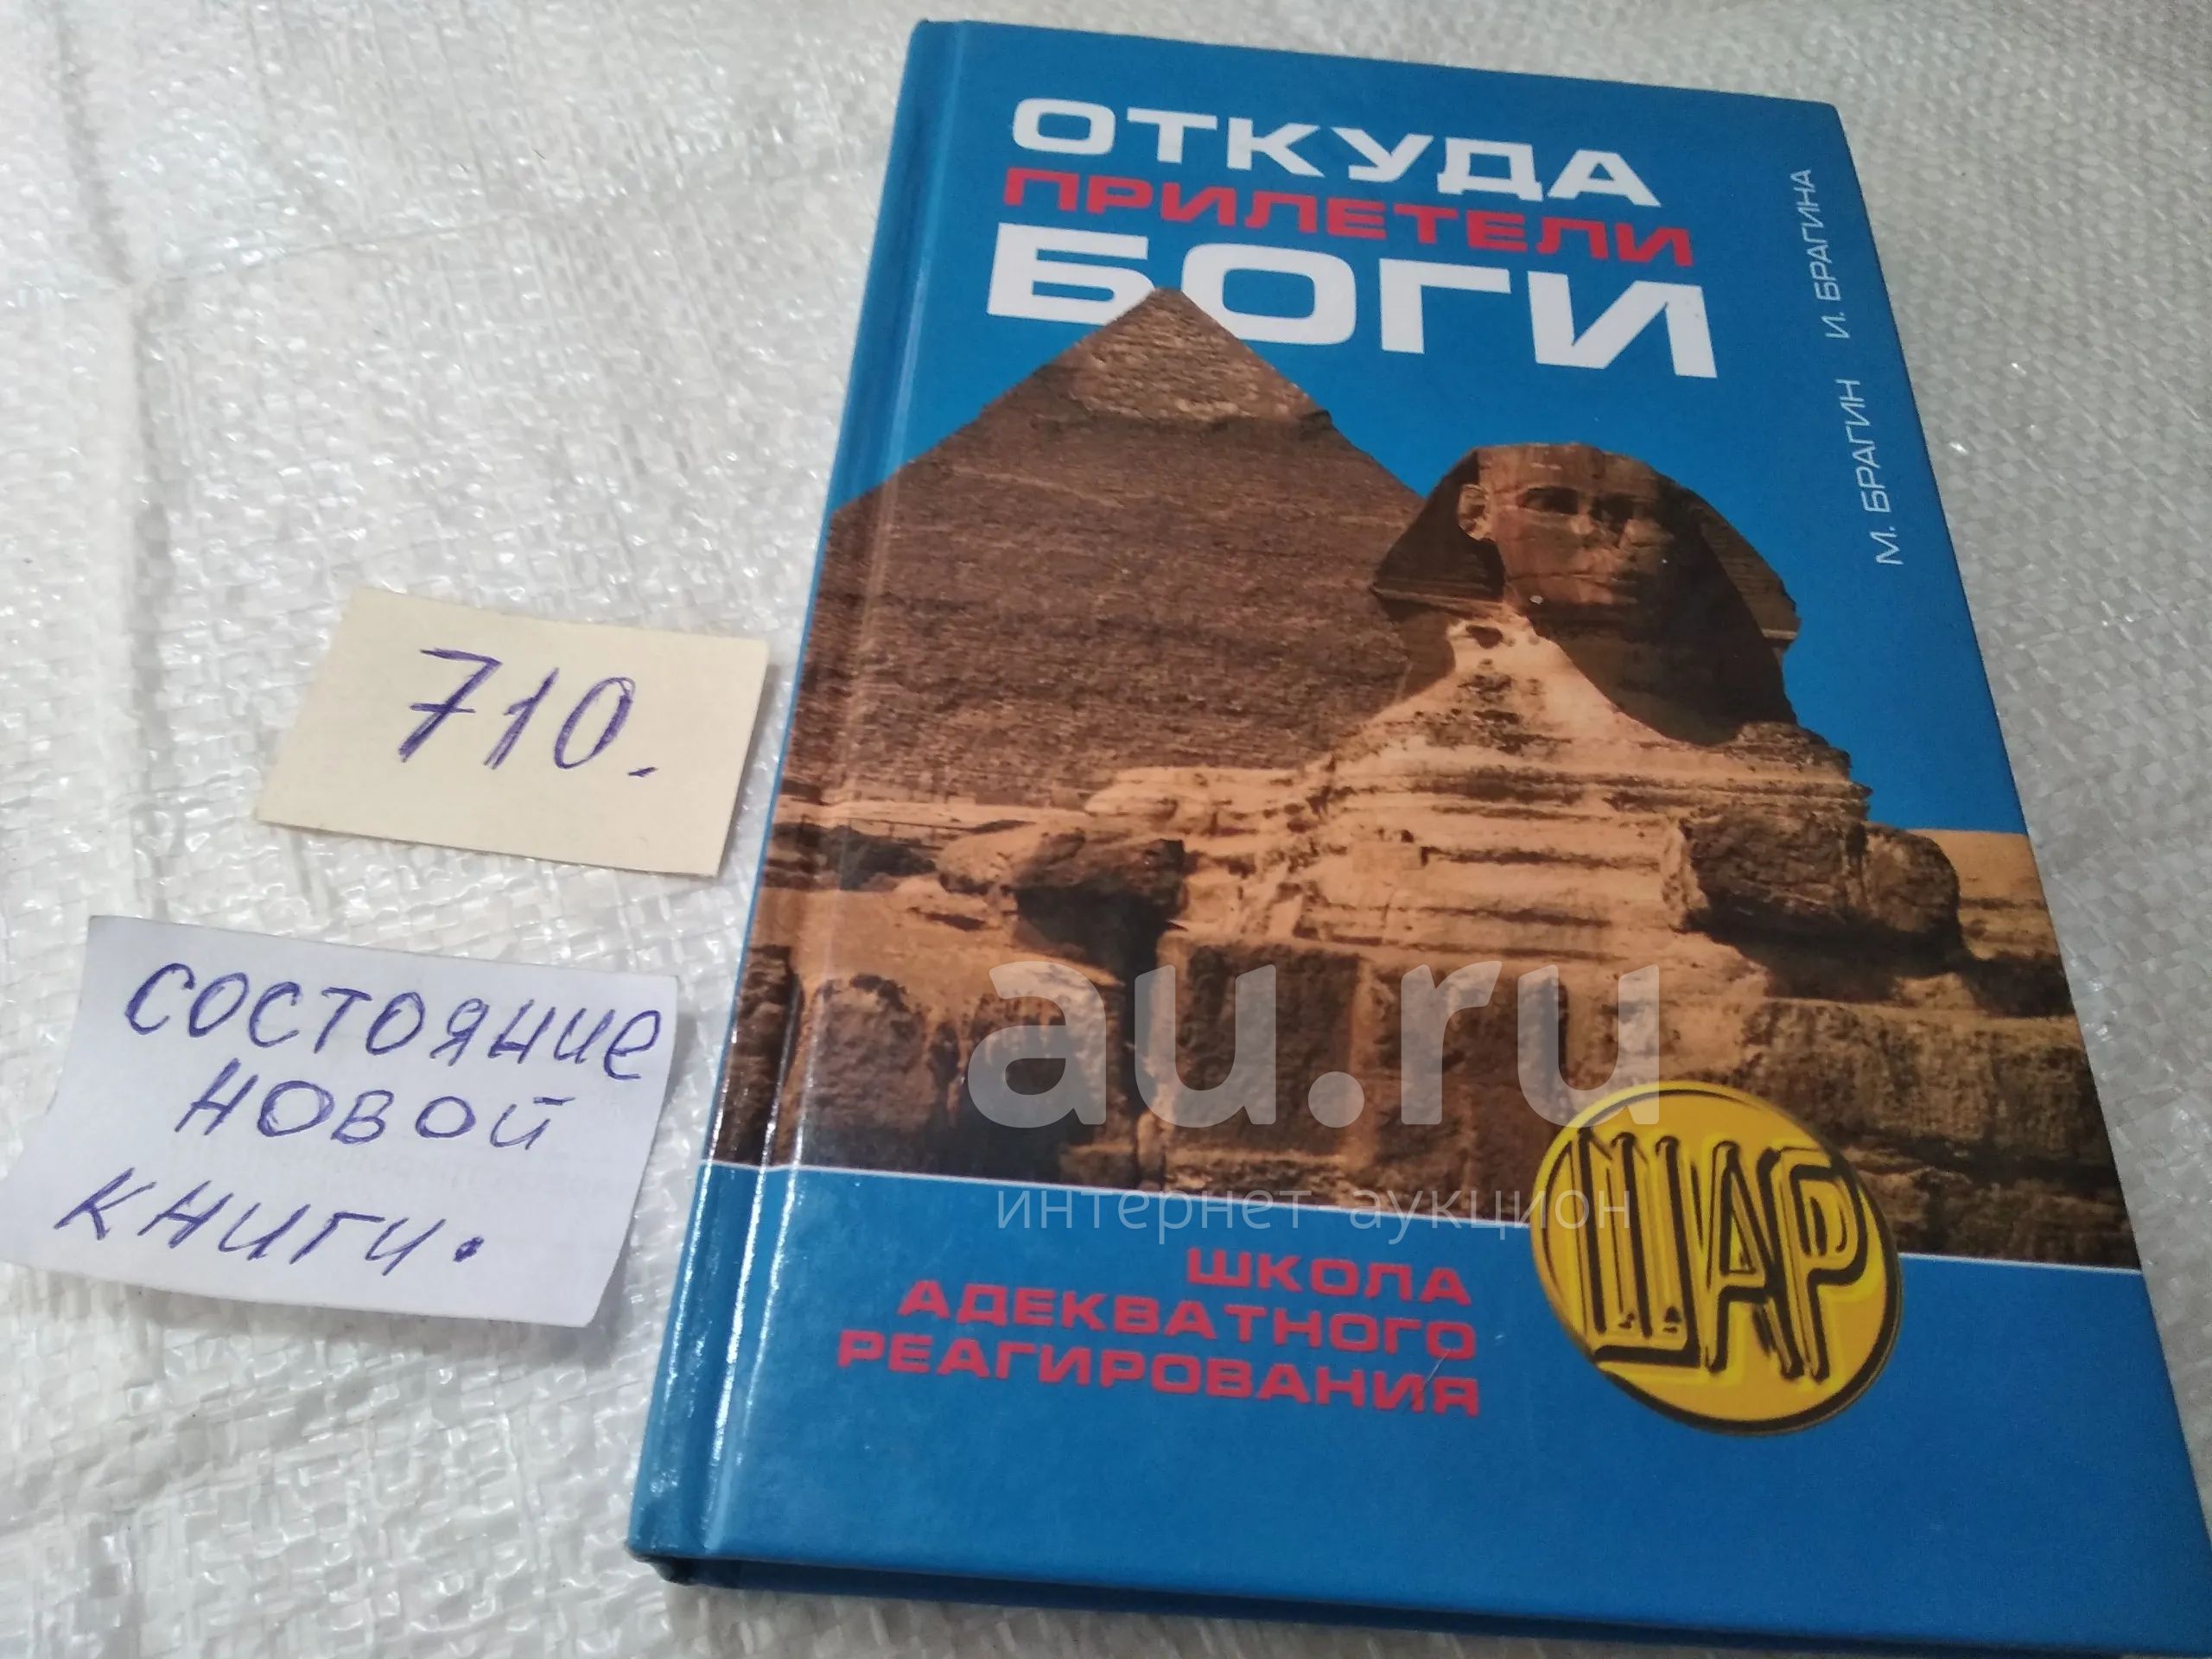 ОТКУДА
ПРИЛЕТЕЛИ
БОГИ
М. БРАГИН И. БРАГИНА
710.-
СОСТОЯНИЕ
НОВОЙ
КНИГИ.
au.ru
интернет аукцион
ШКОЛА
АДЕКВАТНОГО
РЕАГИРОВАНИЯ
ШАР